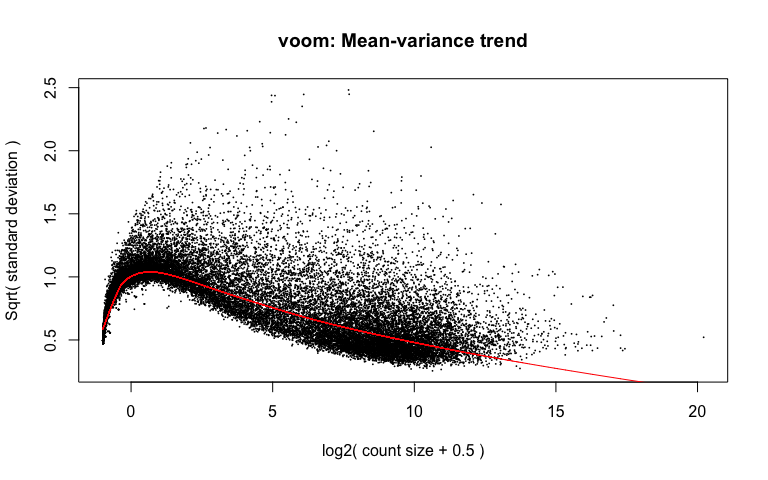 voom: Mean-variance trend
Sqrt( standard deviation )
2.5
2.0
1.5
1.0
0.5
0 5 10 15 20
log2( count size + 0.5 )